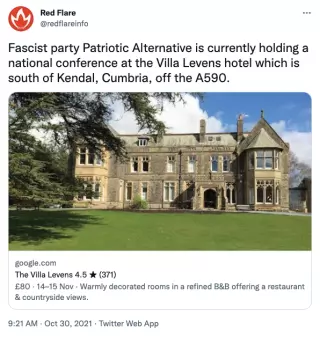 Red Flare
@redflareinfo
Fascist party Patriotic Alternative is currently holding a
national conference at the Villa Levens hotel which is
south of Kendal, Cumbria, off the A590.
google.com
The Villa Levens 4.5 ★ (371)
£80 · 14–15 Nov · Warmly decorated rooms in a refined B&B offering a restaurant
& countryside views.
9:21 AM · Oct 30, 2021 · Twitter Web App